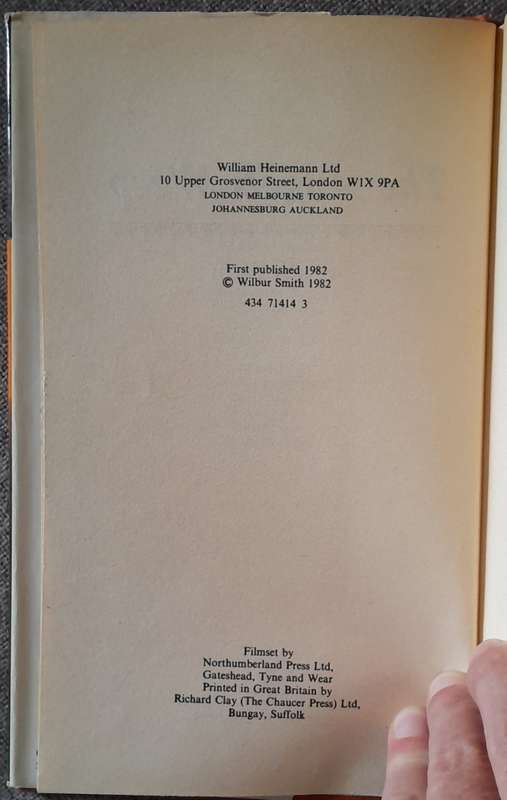 William Heinemann Ltd
10 Upper Grosvenor Street, London W1X 9PA
LONDON MELBOURNE TORONTO
JOHANNESBURG AUCKLAND
First published 1982
© Wilbur Smith 1982
434 71414 3
Filmset by
Northumberland Press Ltd,
Gateshead, Tyne and Wear
Printed in Great Britain by
Richard Clay (The Chaucer Press) Ltd,
Bungay, Suffolk